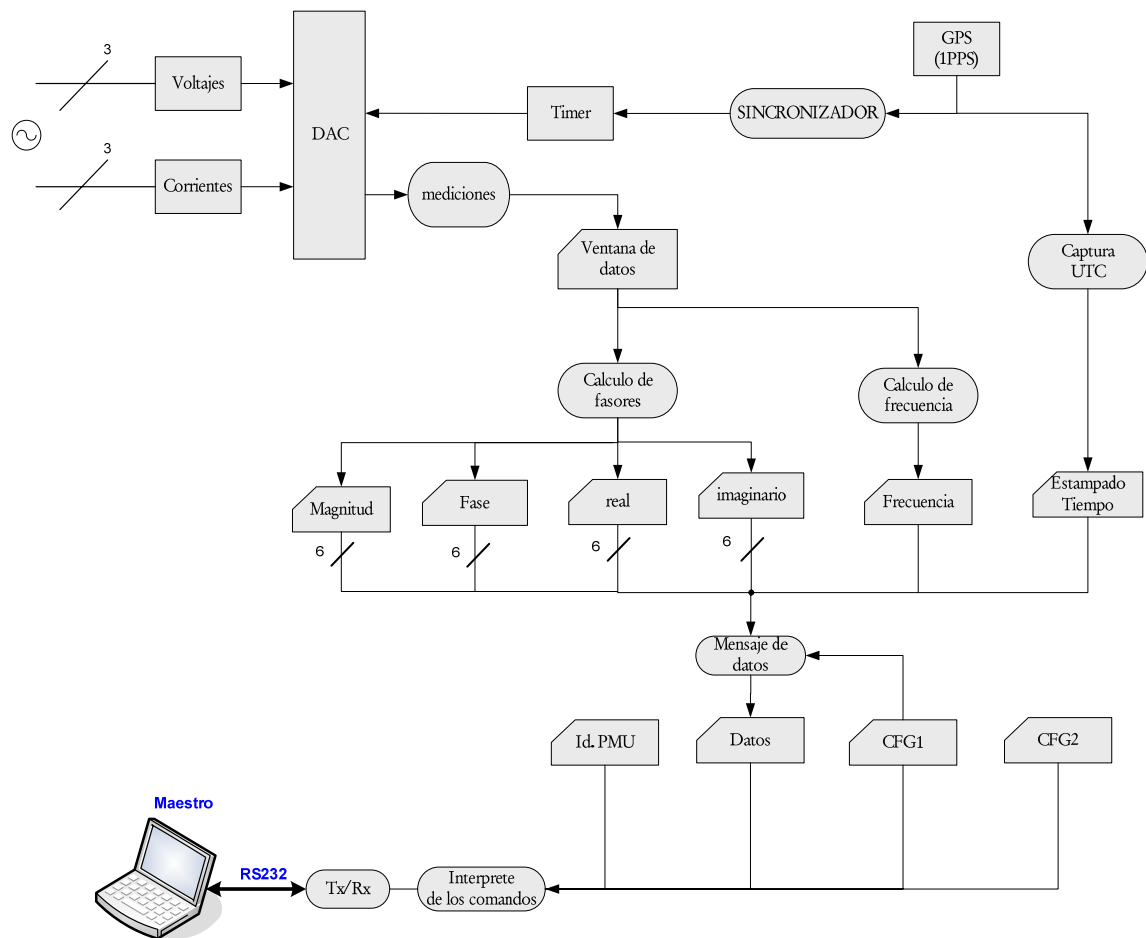 3
Voltajes
3
Corrientes
DAC
Timer
SINCRONIZADOR
GPS
(1PPS)
mediciones
Ventana de
datos
Captura
UTC
Calculo de
fasores
Calculo de
frecuencia
Magnitud
Fase
real
imaginario
Frecuencia
Estampado
Tiempo
6
6
6
6
Mensaje de
datos
Id. PMU
Datos
CFG1
CFG2
Maestro
RS232
Tx/Rx
Interprete
de los comandos